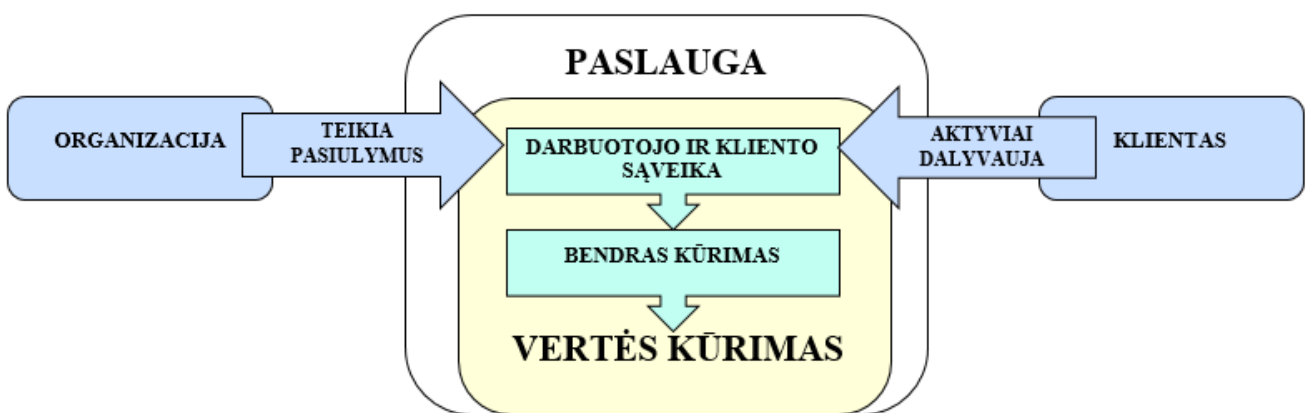 PASLAUGA
ORGANIZACIJA
TEIKIA
PASIULYMUS
DARBUOTOJO IR KLIENTO
SĄVEIKA
AKTYVIAI
DALYVAUJA
KLIENTAS
BENDRAS KŪRIMAS
VERTĖS KŪRIMAS